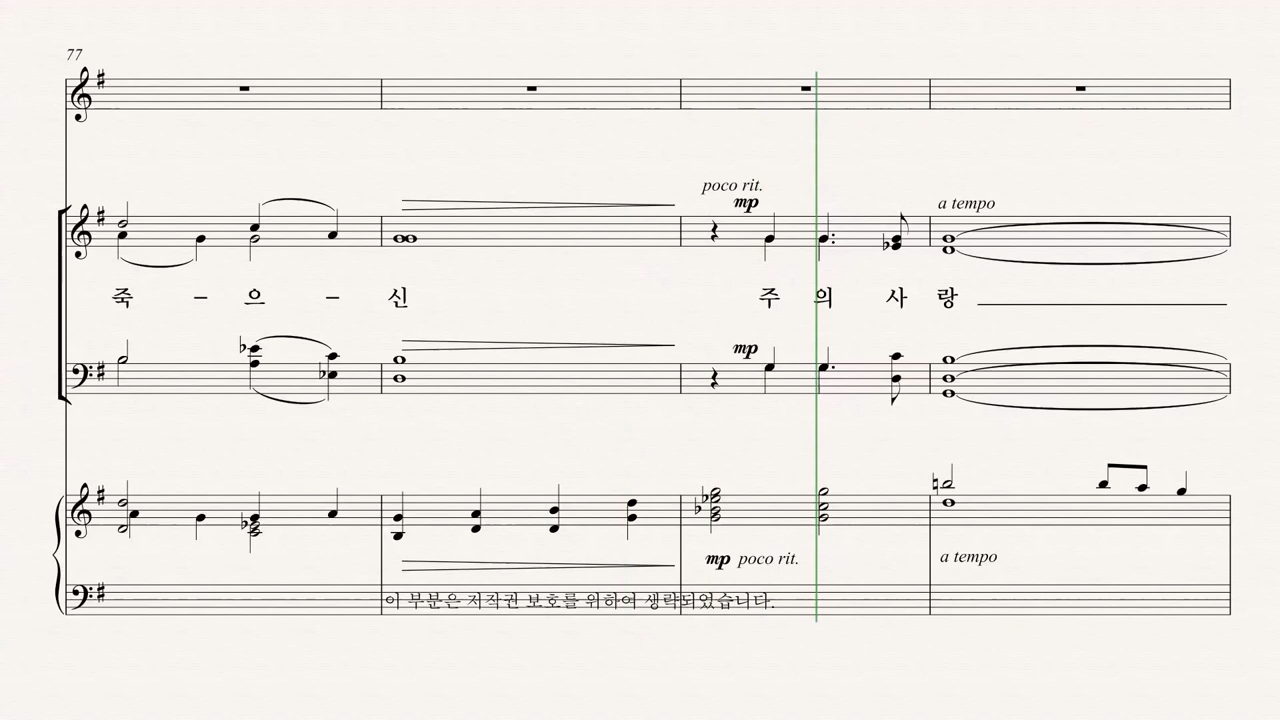 77
poco rit.
mp
a tempo
죽 – 으 – 신 주 의 사 랑
mp
mp poco rit.
a tempo
이 부분은 저작권 보호를 위하여 생략되었습니다.